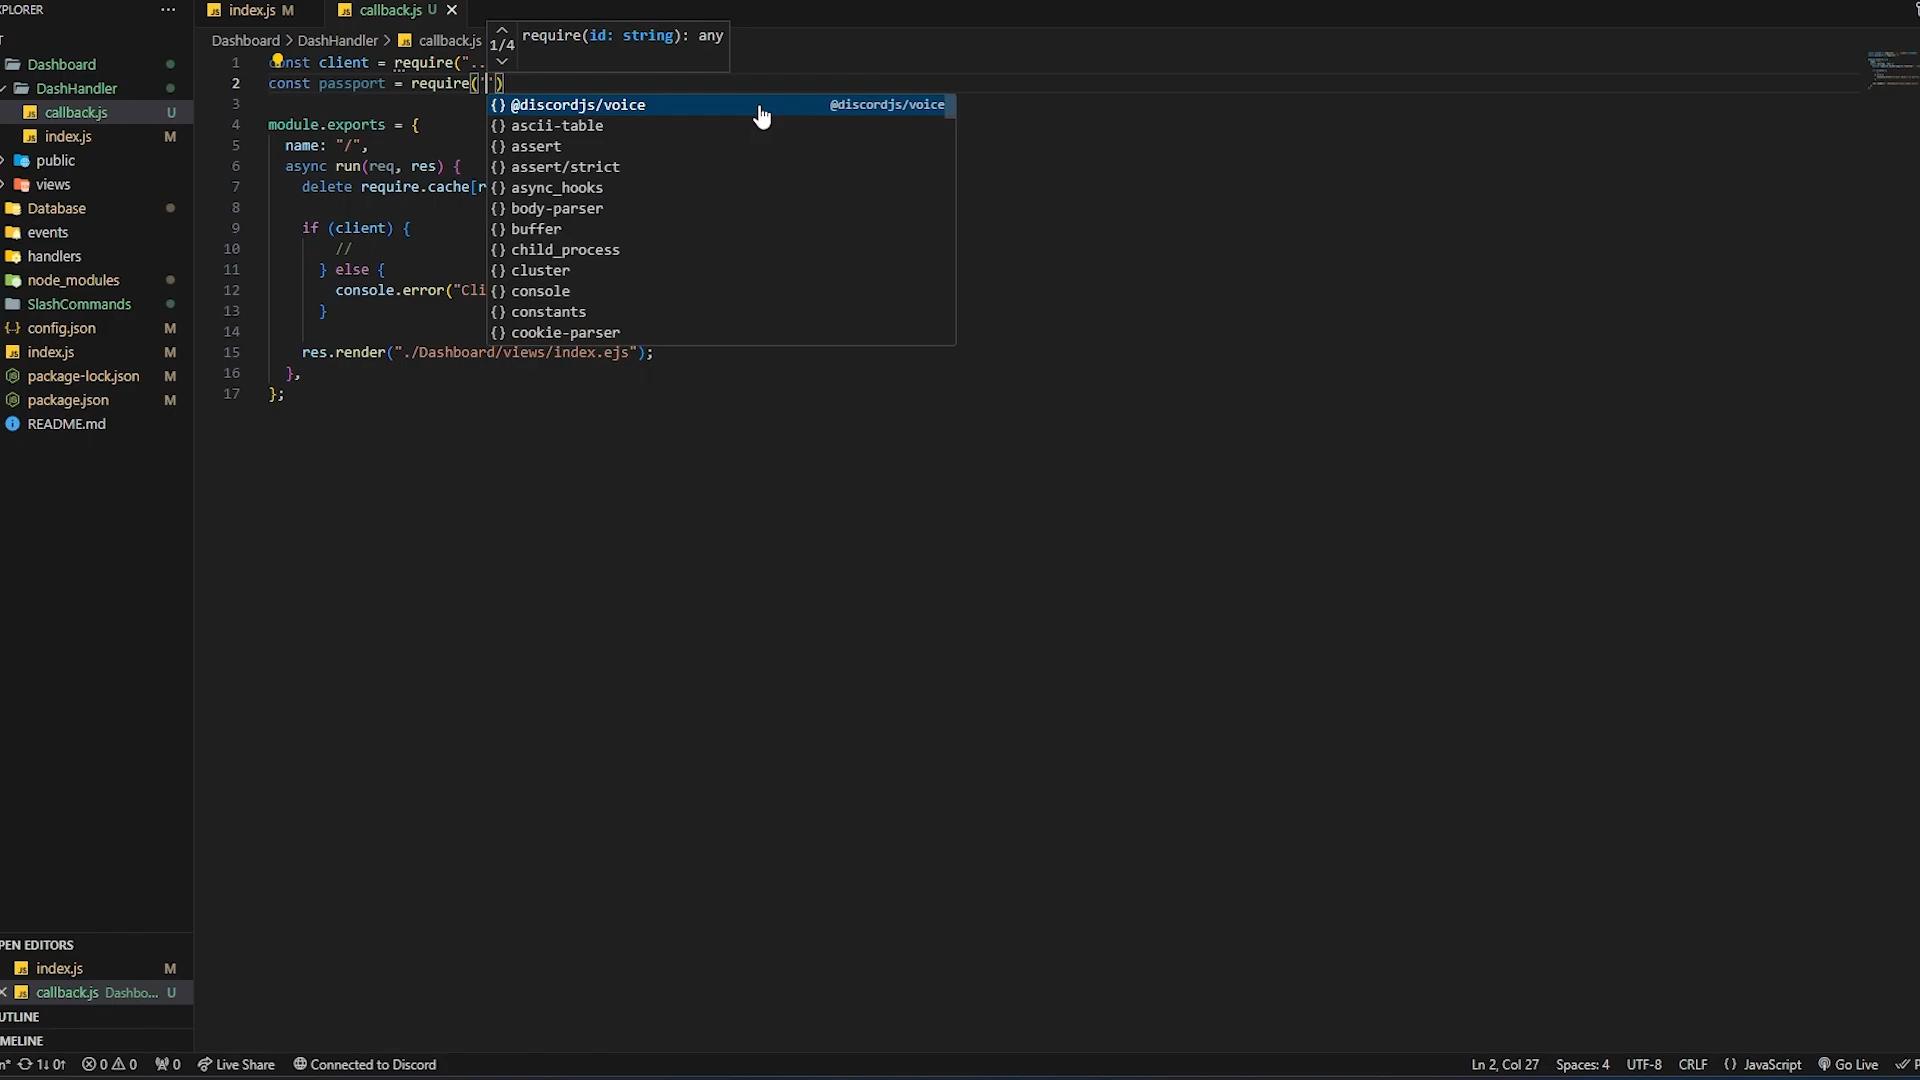 PLORER
···
T
Dashboard
DashHandler
callback.js U
index.js M
public
views
Database
events
handlers
node_modules
SlashCommands
config.json M
index.js M
package-lock.json M
package.json M
README.md
PEN EDITORS
index.js M
callback.js Dashbo... U
UTLINE
MELINE
index.js M
callback.js U
Dashboard > DashHandler > callback.js
1/4
require(id: string): any
1 const client = require("..
2 const passport = require('')
3
4 module.exports = {
5 name: "/",
6 async run(req, res) {
7 delete require.cache[r
8
9 if (client) {
10 //
11 } else {
12 console.error("Cli
13 }
14
15 res.render("./Dashboard/views/index.ejs");
16 },
17 };
{} @discordjs/voice @discordjs/voice
{} ascii-table
{} assert
{} assert/strict
{} async_hooks
{} body-parser
{} buffer
{} child_process
{} cluster
{} console
{} constants
{} cookie-parser
n* 1↓ 0↑ 0 0 0 Live Share Connected to Discord Ln 2, Col 27 Spaces: 4 UTF-8 CRLF {} JavaScript Go Live P